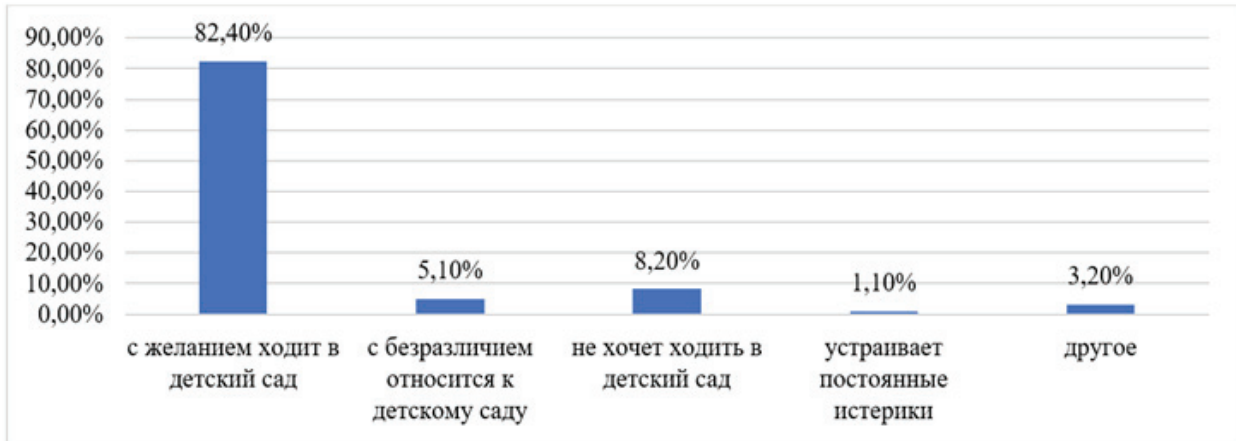 90,00%
80,00%
70,00%
60,00%
50,00%
40,00%
30,00%
20,00%
10,00%
0,00%
82,40%
5,10%
8,20%
1,10%
3,20%
с желанием ходит в
детский сад
с безразличием
относится к
детскому саду
не хочет ходить в
детский сад
устраивает
постоянные
истерики
другое